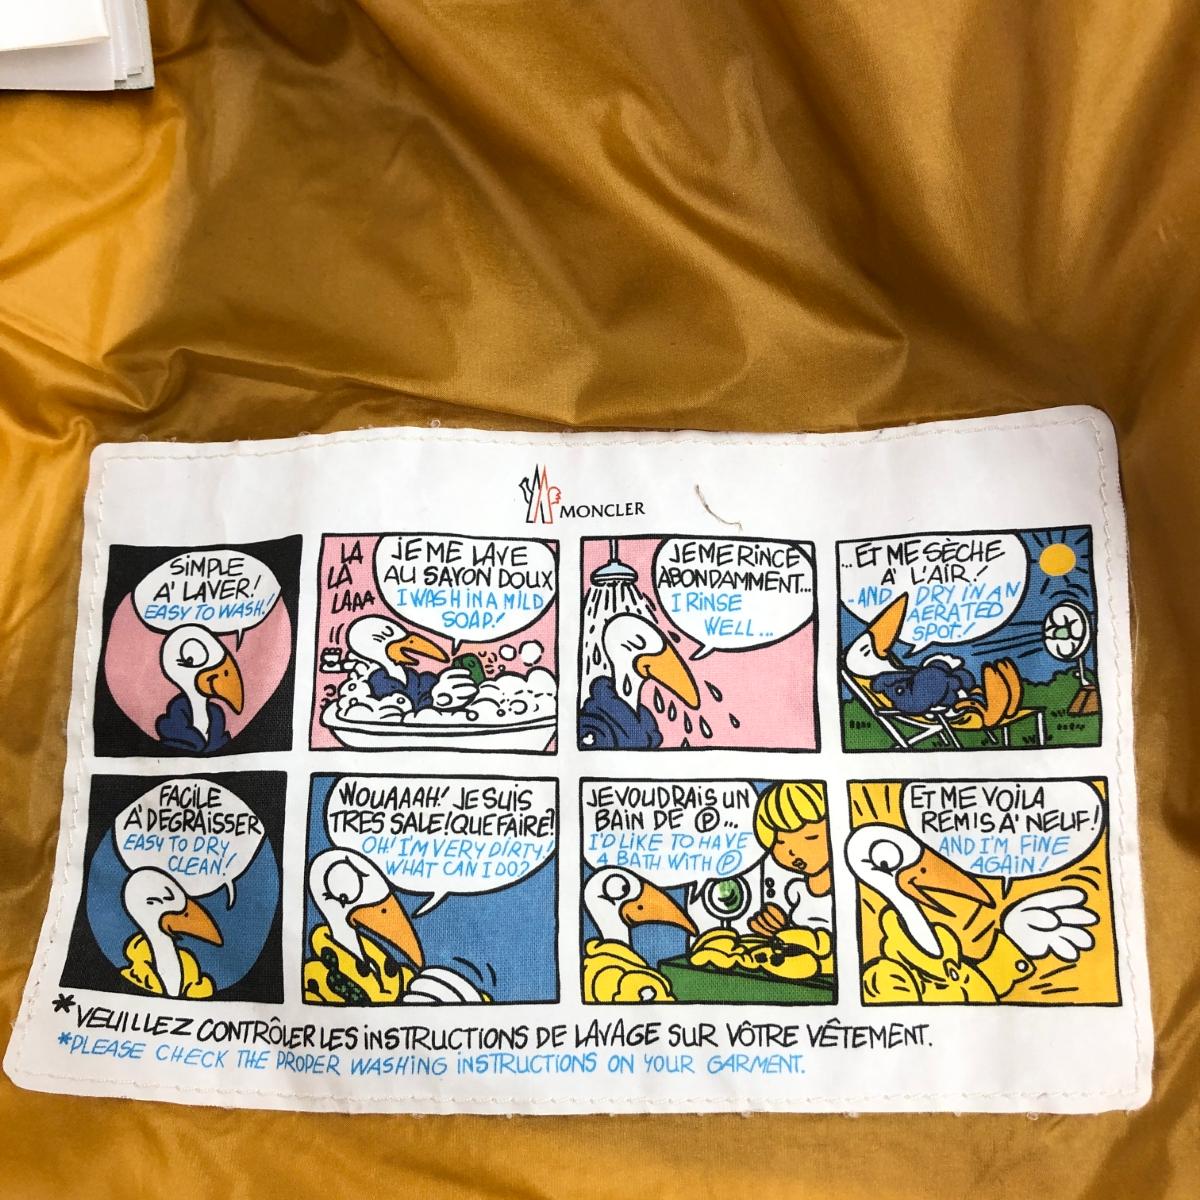 MONCLER
SIMPLE
A' LAVER!
EASY TO WASH!
LA
LA
LAAA
JE ME LAVE
AU SAVON DOUX
I WASH IN A MILD
SOAP!
JE ME RINCE
ABONDAMMENT...
I RINSE
WELL...
...ET ME SÈCHE
A' L'AIR!
-AND DRY IN AN
AERATED
SPOT!
FACILE
A' DEGRAISSER
EASY TO DRY
CLEAN!
WOUAAAH! JE SUIS
TRES SALE! QUE FAIRE?
OH! I'M VERY DIRTY!
WHAT CAN I DO?
JE VOUDRAIS UN
BAIN DE Ⓟ...
I'D LIKE TO HAVE
A BATH WITH Ⓟ
ET ME VOILA
REMIS A' NEUF!
AND I'M FINE
AGAIN!
*VEUILLEZ CONTRÔLER LES INSTRUCTIONS DE LAVAGE SUR VÔTRE VÊTEMENT.
*PLEASE CHECK THE PROPER WASHING INSTRUCTIONS ON YOUR GARMENT.